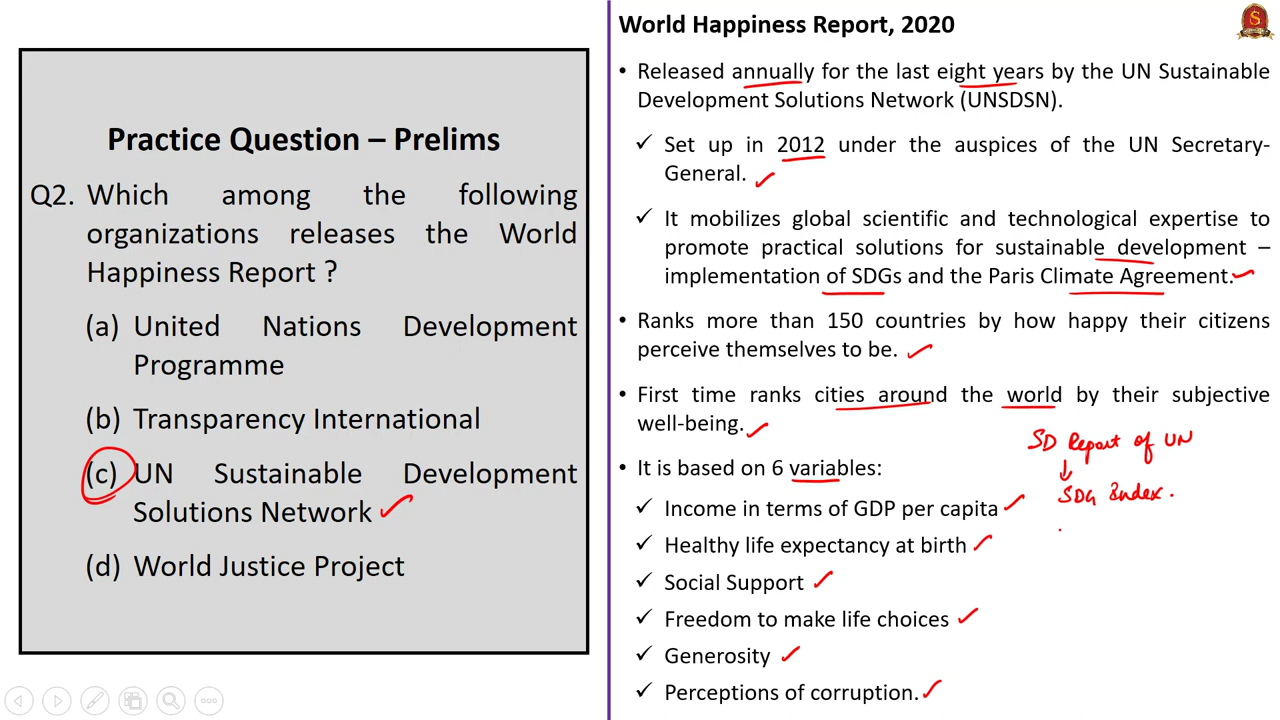 Practice Question – Prelims
Q2. Which among the following
organizations releases the World
Happiness Report ?
(a) United Nations Development
Programme
(b) Transparency International
(c) UN Sustainable Development
Solutions Network
(d) World Justice Project
World Happiness Report, 2020
• Released annually for the last eight years by the UN Sustainable
Development Solutions Network (UNSDSN).
✓ Set up in 2012 under the auspices of the UN Secretary-
General.
✓ It mobilizes global scientific and technological expertise to
promote practical solutions for sustainable development –
implementation of SDGs and the Paris Climate Agreement.
• Ranks more than 150 countries by how happy their citizens
perceive themselves to be.
• First time ranks cities around the world by their subjective
well-being.
• It is based on 6 variables:
✓ Income in terms of GDP per capita
✓ Healthy life expectancy at birth
✓ Social Support
✓ Freedom to make life choices
✓ Generosity
✓ Perceptions of corruption.
SD Report of UN
↓
SDG Index.